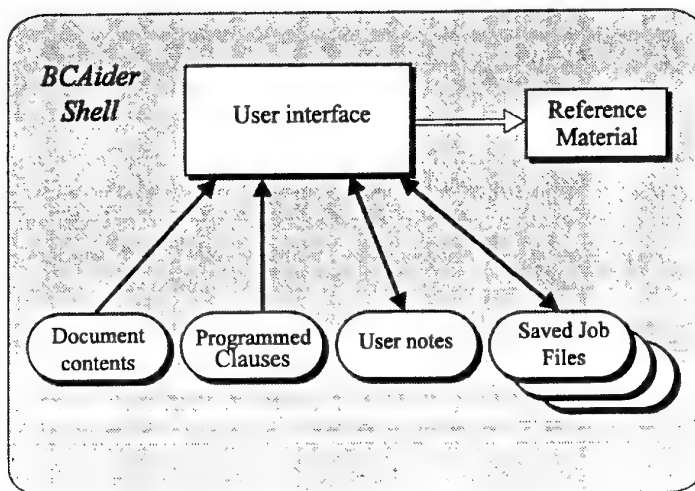 BCAider
Shell
User interface
Reference
Material
Document
contents
Programmed
Clauses
User notes
Saved Job
Files